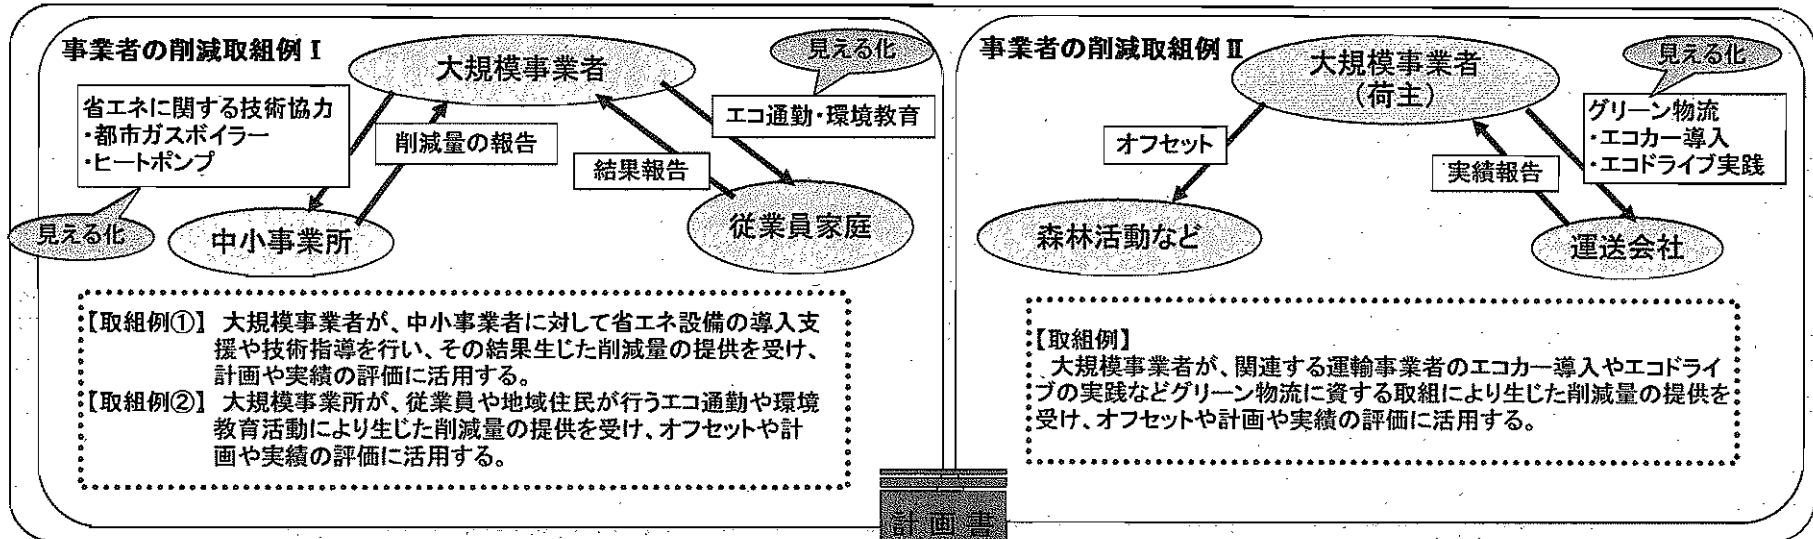 事業者の削減取組例Ⅰ
大規模事業者
見える化
省エネに関する技術協力
・都市ガスボイラー
・ヒートポンプ
削減量の報告
エコ通勤・環境教育
結果報告
見える化
中小事業所
従業員家庭
【取組例①】 大規模事業者が、中小事業者に対して省エネ設備の導入支
援や技術指導を行い、その結果生じた削減量の提供を受け、
計画や実績の評価に活用する。
【取組例②】 大規模事業所が、従業員や地域住民が行うエコ通勤や環境
教育活動により生じた削減量の提供を受け、オフセットや計
画や実績の評価に活用する。
事業者の削減取組例Ⅱ
大規模事業者
(荷主)
見える化
オフセット
グリーン物流
・エコカー導入
・エコドライブ実践
実績報告
森林活動など
運送会社
【取組例】
大規模事業者が、関連する運輸事業者のエコカー導入やエコドライ
ブの実践などグリーン物流に資する取組により生じた削減量の提供を
受け、オフセットや計画や実績の評価に活用する。
計画書